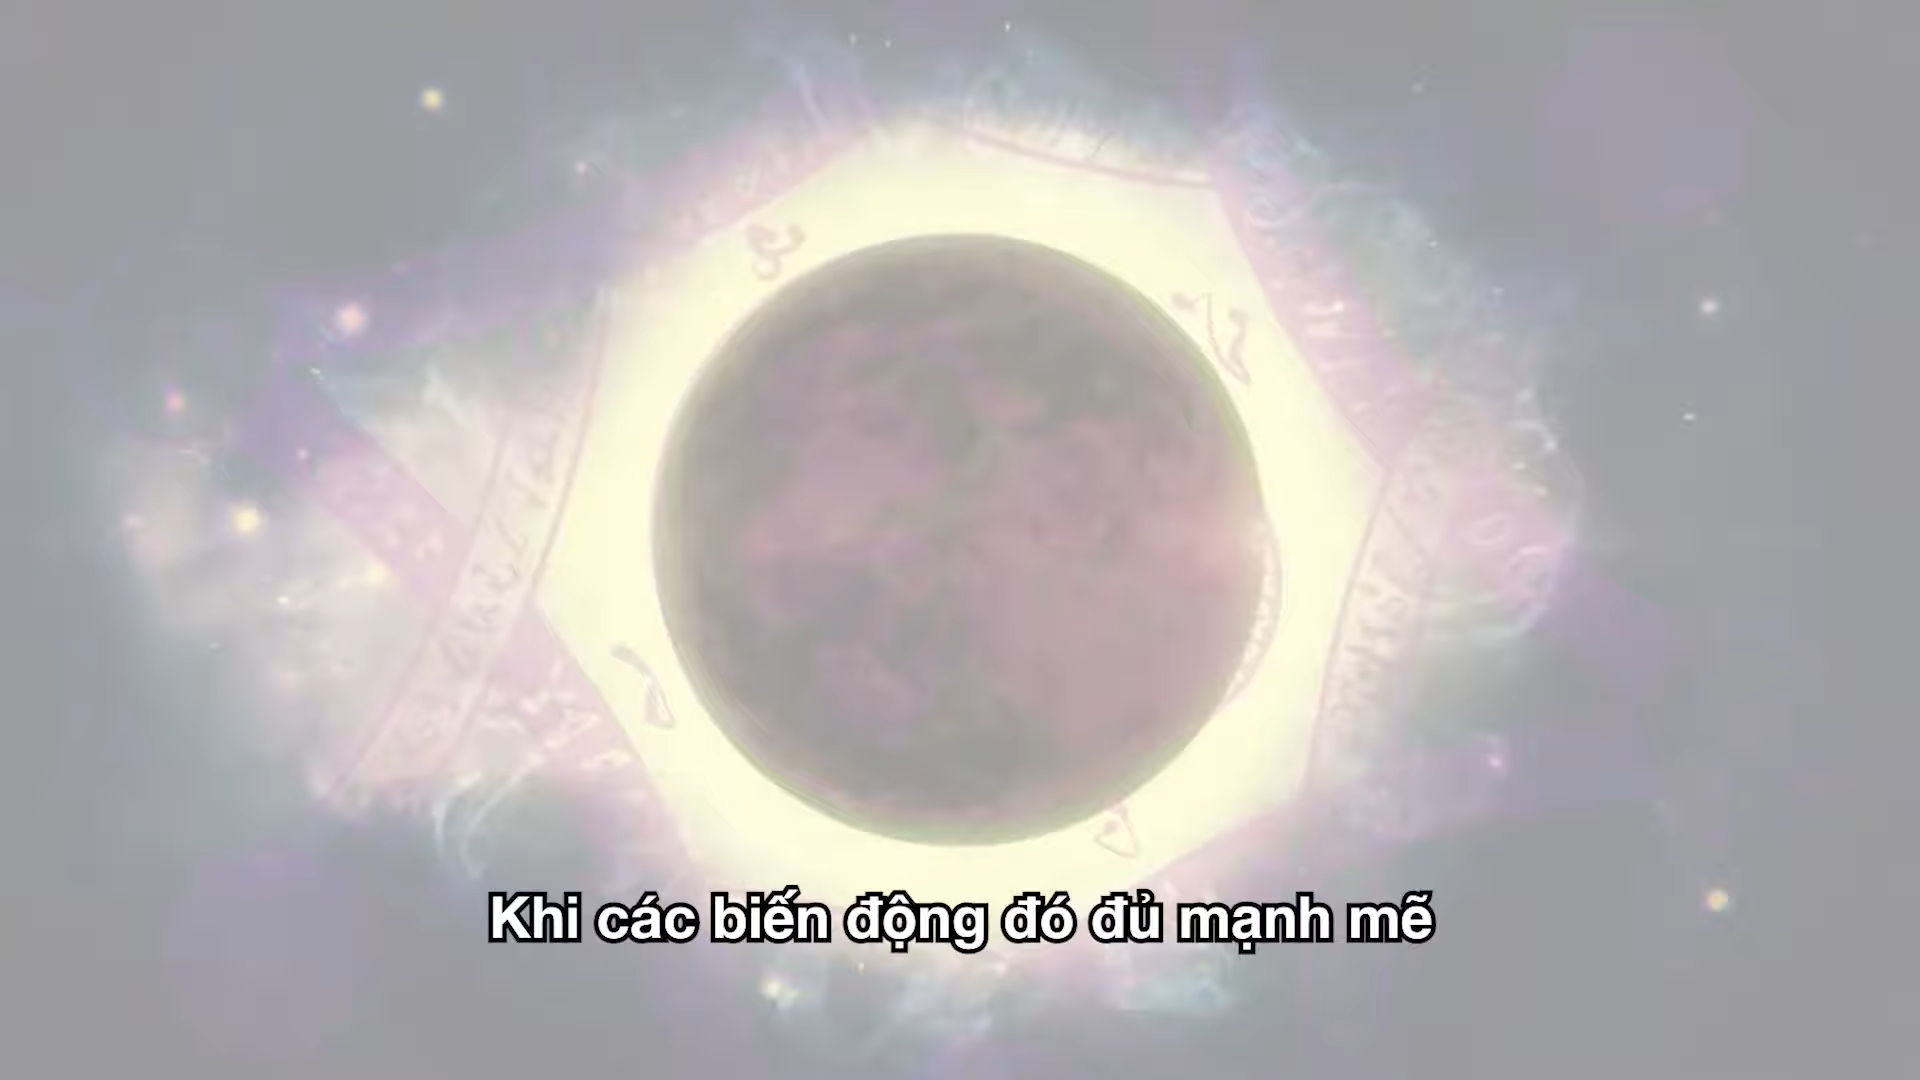 Khi các biến động đó đủ mạnh mẽ